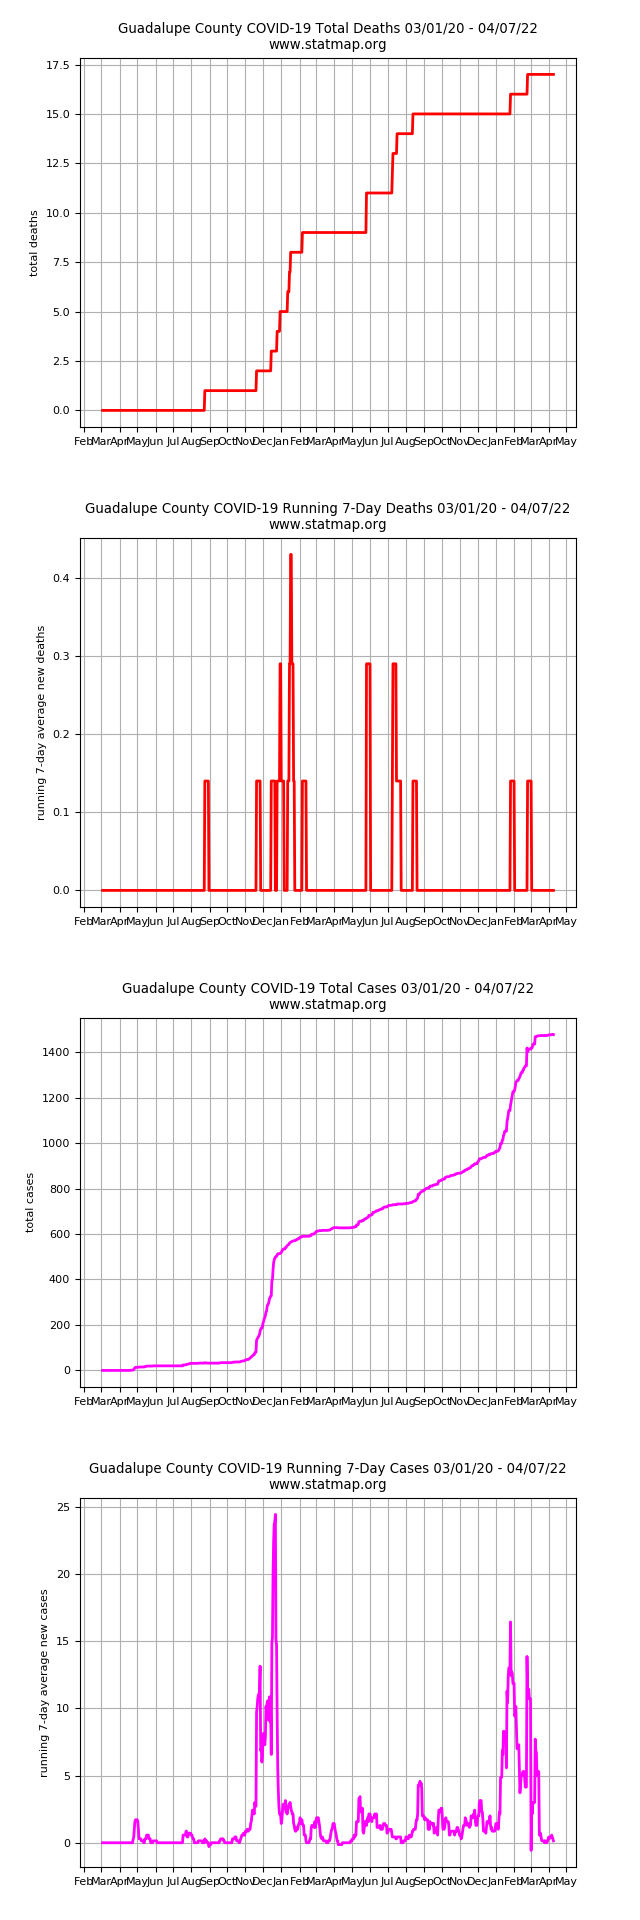 Guadalupe County COVID-19 Total Deaths 03/01/20 - 04/07/22
www.statmap.org
17.5
15.0
12.5
10.0
7.5
5.0
2.5
0.0
total deaths
Feb Mar Apr May Jun Jul Aug Sep Oct Nov Dec Jan Feb Mar Apr May Jun Jul Aug Sep Oct Nov Dec Jan Feb Mar Apr May
Guadalupe County COVID-19 Running 7-Day Deaths 03/01/20 - 04/07/22
www.statmap.org
0.4
0.3
0.2
0.1
0.0
running 7-day average new deaths
Feb Mar Apr May Jun Jul Aug Sep Oct Nov Dec Jan Feb Mar Apr May Jun Jul Aug Sep Oct Nov Dec Jan Feb Mar Apr May
Guadalupe County COVID-19 Total Cases 03/01/20 - 04/07/22
www.statmap.org
1400
1200
1000
800
600
400
200
0
total cases
Feb Mar Apr May Jun Jul Aug Sep Oct Nov Dec Jan Feb Mar Apr May Jun Jul Aug Sep Oct Nov Dec Jan Feb Mar Apr May
Guadalupe County COVID-19 Running 7-Day Cases 03/01/20 - 04/07/22
www.statmap.org
25
20
15
10
5
0
running 7-day average new cases
Feb Mar Apr May Jun Jul Aug Sep Oct Nov Dec Jan Feb Mar Apr May Jun Jul Aug Sep Oct Nov Dec Jan Feb Mar Apr May